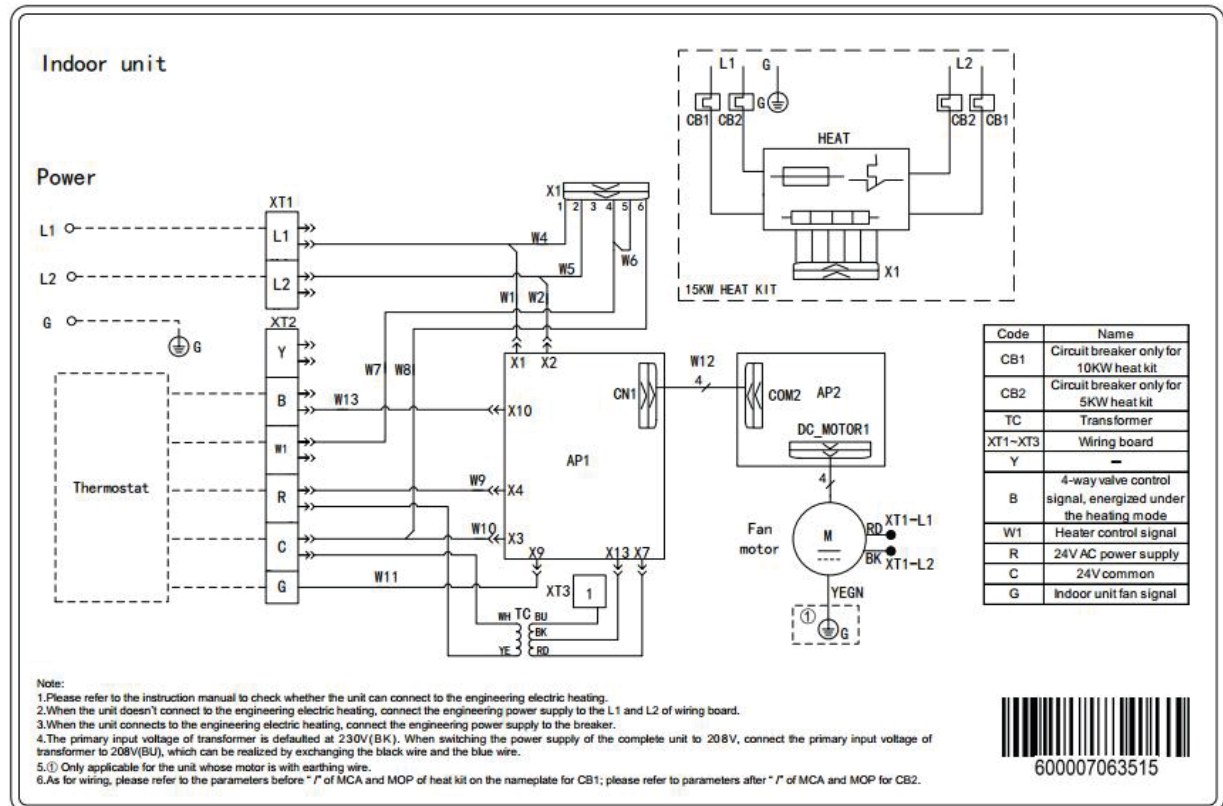 Indoor unit
Power
L1
L2
G
G
XT1
L1
L2
XT2
Y
B
W1
R
C
G
Thermostat
X1
1 2 3 4 5 6
W4
W5
W6
W1
W2
W7
W8
W13
W9
W10
W11
X1 X2
X10
X4
X3
X9
X13 X7
AP1
CN1
W12
4
COM2
AP2
DC_MOTOR1
4
Fan
motor
M
RD XT1-L1
BK XT1-L2
YEGN
① G
XT3
1
WH TC BU
BK
YE RD
L1 G L2
G
CB1 CB2 CB2 CB1
HEAT
X1
15KW HEAT KIT
Code Name
CB1 Circuit breaker only for
10KW heat kit
CB2 Circuit breaker only for
5KW heat kit
TC Transformer
XT1~XT3 Wiring board
Y —
B 4-way valve control
signal, energized under
the heating mode
W1 Heater control signal
R 24V AC power supply
C 24V common
G Indoor unit fan signal
Note:
1.Please refer to the instruction manual to check whether the unit can connect to the engineering electric heating.
2.When the unit doesn't connect to the engineering electric heating, connect the engineering power supply to the L1 and L2 of wiring board.
3.When the unit connects to the engineering electric heating, connect the engineering power supply to the breaker.
4.The primary input voltage of transformer is defaulted at 230V(BK). When switching the power supply of the complete unit to 208V, connect the primary input voltage of
transformer to 208V(BU), which can be realized by exchanging the black wire and the blue wire.
5.① Only applicable for the unit whose motor is with earthing wire.
6.As for wiring, please refer to the parameters before "/" of MCA and MOP of heat kit on the nameplate for CB1; please refer to parameters after "/" of MCA and MOP for CB2.
600007063515